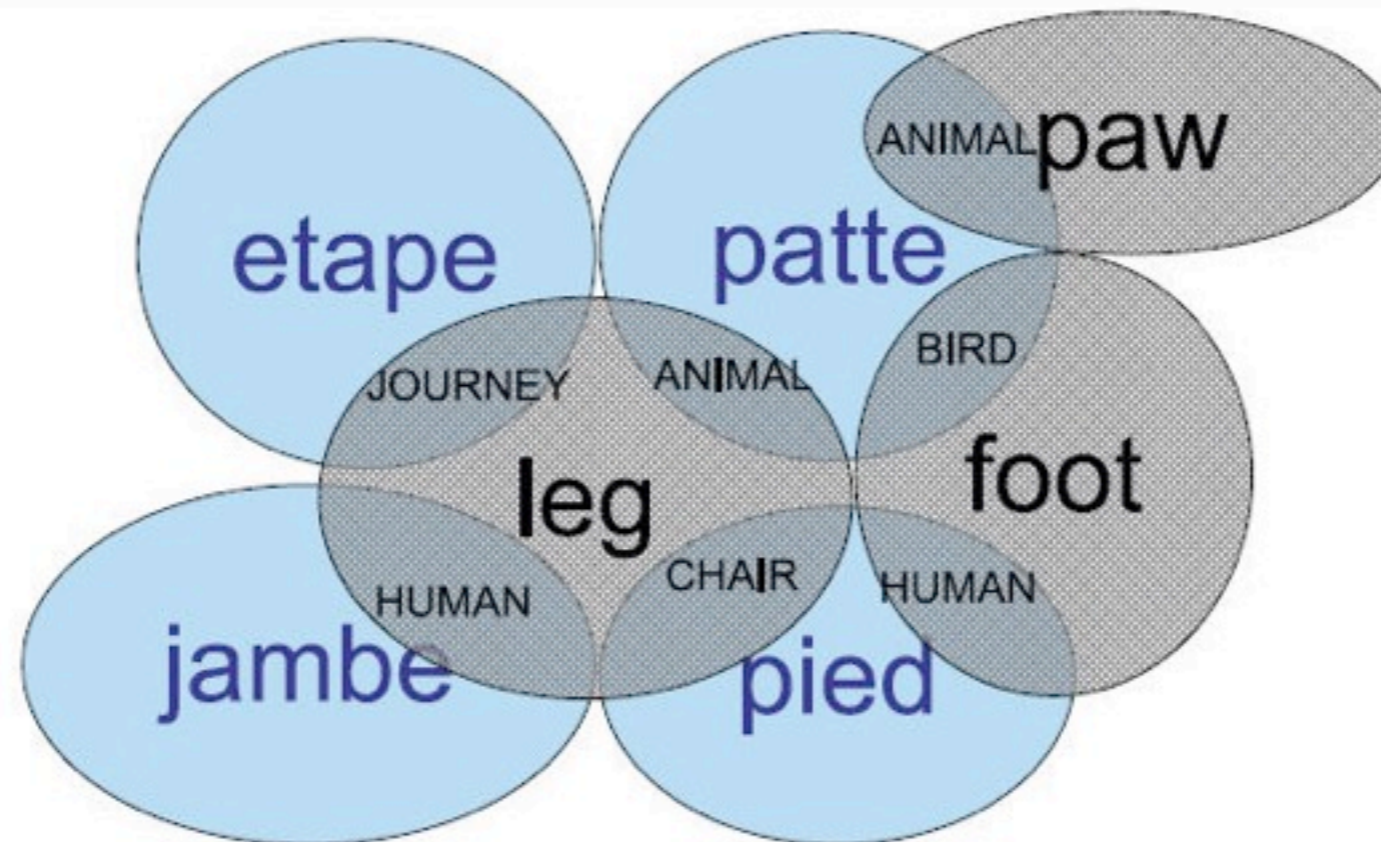 ANIMAL
paw
etape
patte
BIRD
JOURNEY
ANIMAL
leg
foot
HUMAN
CHAIR
HUMAN
jambe
pied